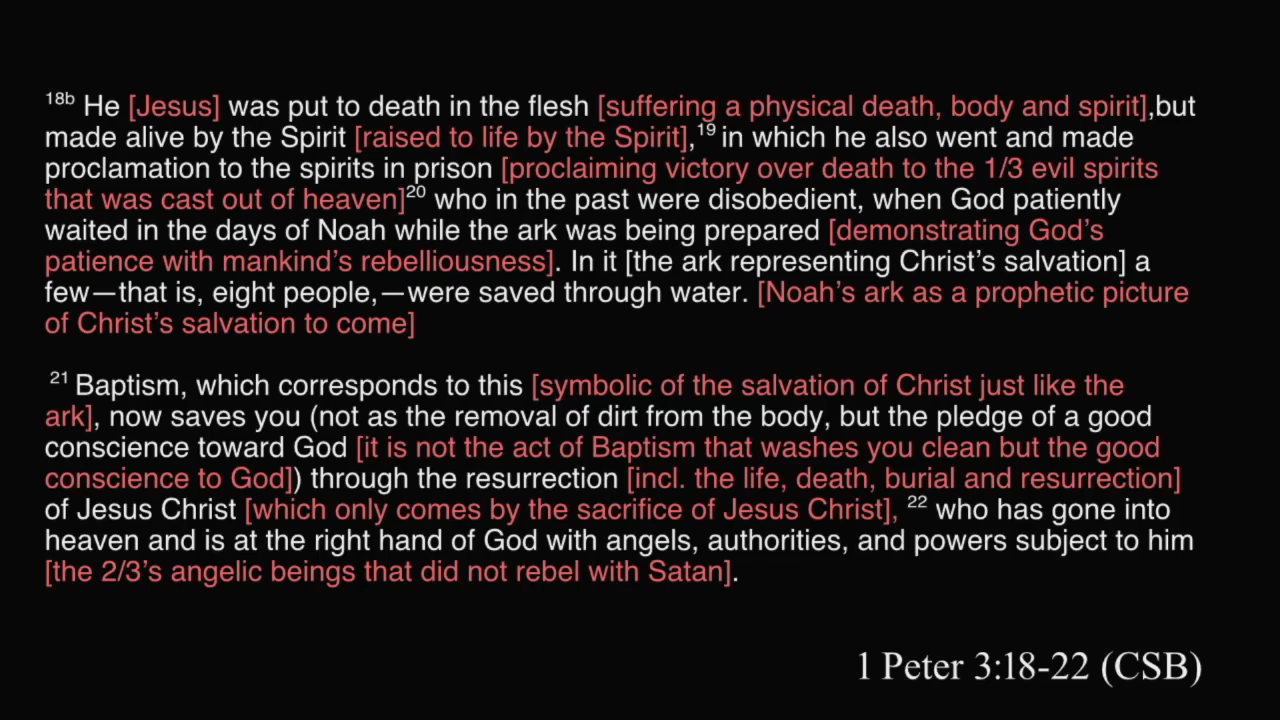 18b He [Jesus] was put to death in the flesh [suffering a physical death, body and spirit],but
made alive by the Spirit [raised to life by the Spirit],19 in which he also went and made
proclamation to the spirits in prison [proclaiming victory over death to the 1/3 evil spirits
that was cast out of heaven]20 who in the past were disobedient, when God patiently
waited in the days of Noah while the ark was being prepared [demonstrating God's
patience with mankind's rebelliousness]. In it [the ark representing Christ's salvation] a
few—that is, eight people,—were saved through water. [Noah's ark as a prophetic picture
of Christ's salvation to come]
21 Baptism, which corresponds to this [symbolic of the salvation of Christ just like the
ark], now saves you (not as the removal of dirt from the body, but the pledge of a good
conscience toward God [it is not the act of Baptism that washes you clean but the good
conscience to God]) through the resurrection [incl. the life, death, burial and resurrection]
of Jesus Christ [which only comes by the sacrifice of Jesus Christ], 22 who has gone into
heaven and is at the right hand of God with angels, authorities, and powers subject to him
[the 2/3's angelic beings that did not rebel with Satan].
1 Peter 3:18-22 (CSB)